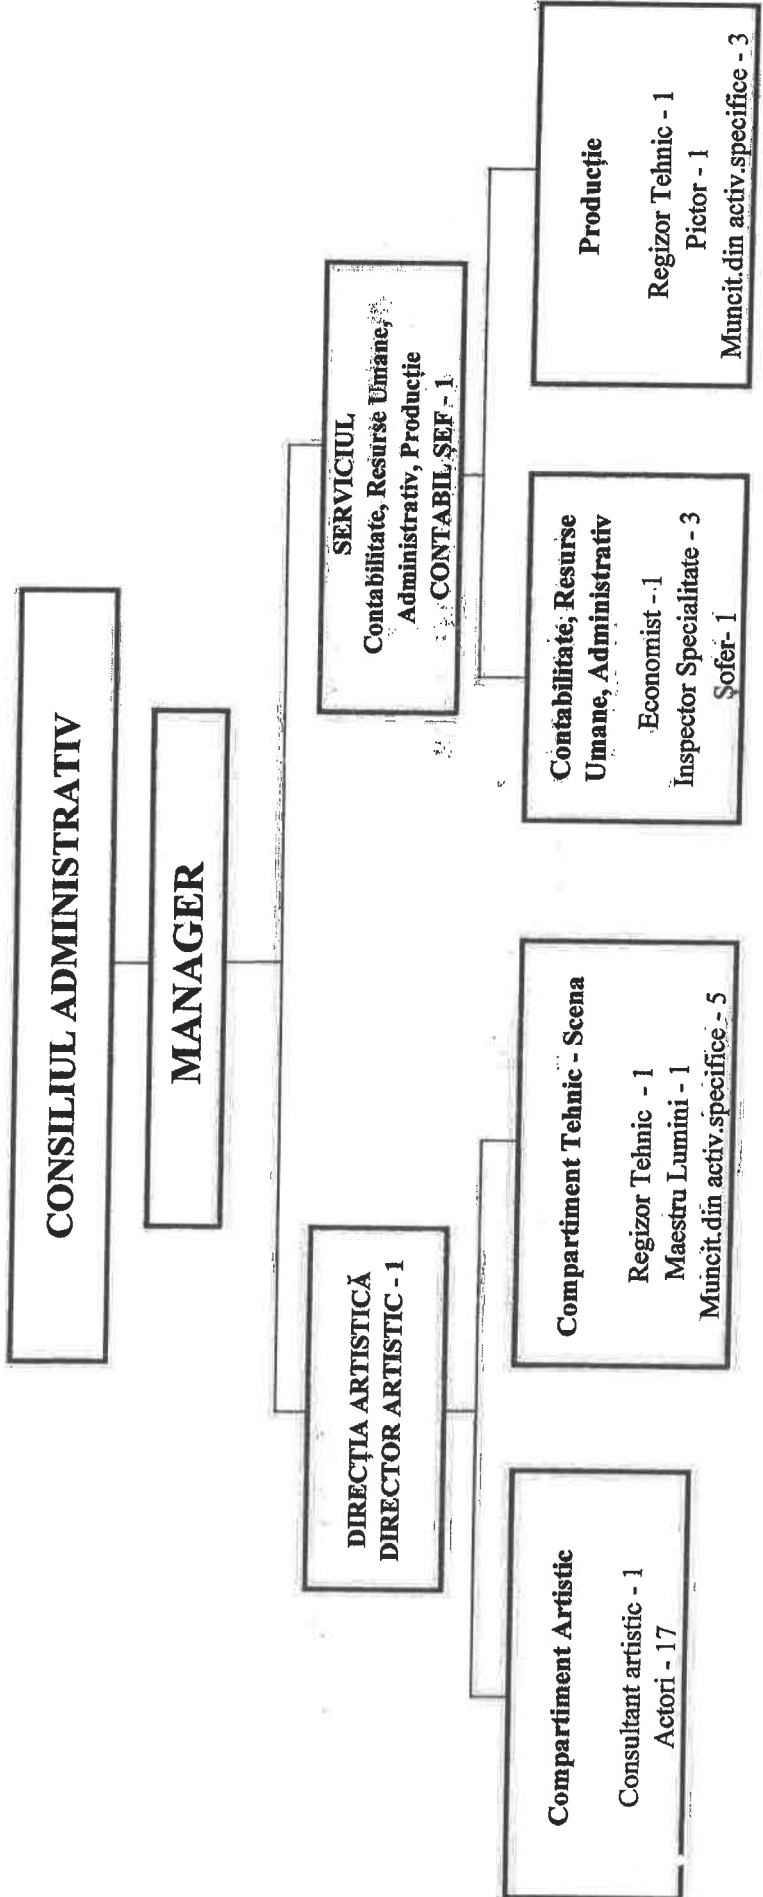 CONSILIUL ADMINISTRATIV
MANAGER
DIRECȚIA ARTISTICĂ
DIRECTOR ARTISTIC - 1
SERVICIUL
Contabilitate, Resurse Umane,
Administrativ, Producție
CONTABIL ȘEF - 1
Compartiment Artistic
Consultant artistic - 1
Actori - 17
Compartiment Tehnic - Scena
Regizor Tehnic - 1
Maestru Lumini - 1
Muncit.din activ.specifice - 5
Contabilitate, Resurse
Umane, Administrativ
Economist - 1
Inspector Specialitate - 3
Șofer- 1
Producție
Regizor Tehnic - 1
Pictor - 1
Muncit.din activ.specifice - 3